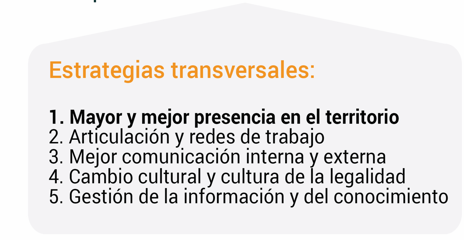 Estrategias transversales:
1. Mayor y mejor presencia en el territorio
2. Articulación y redes de trabajo
3. Mejor comunicación interna y externa
4. Cambio cultural y cultura de la legalidad
5. Gestión de la información y del conocimiento